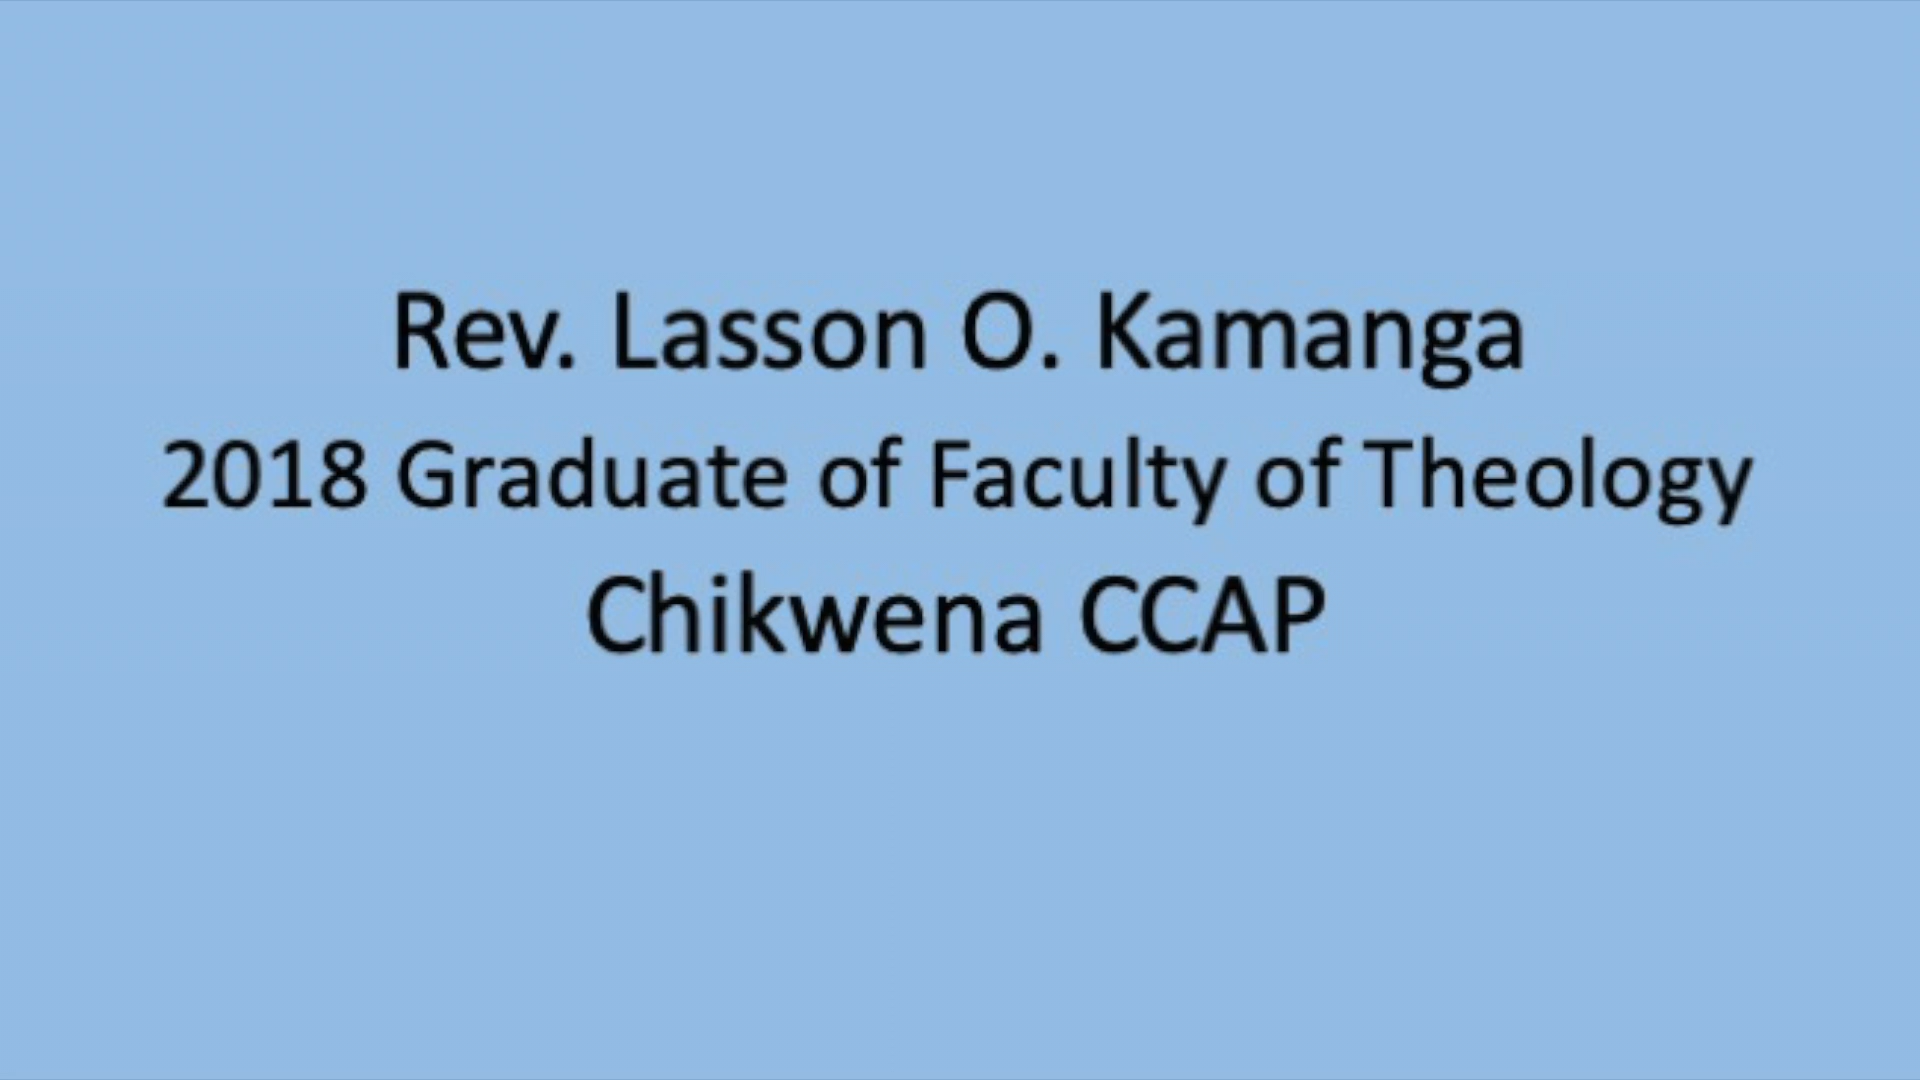 Rev. Lasson O. Kamanga
2018 Graduate of Faculty of Theology
Chikwena CCAP